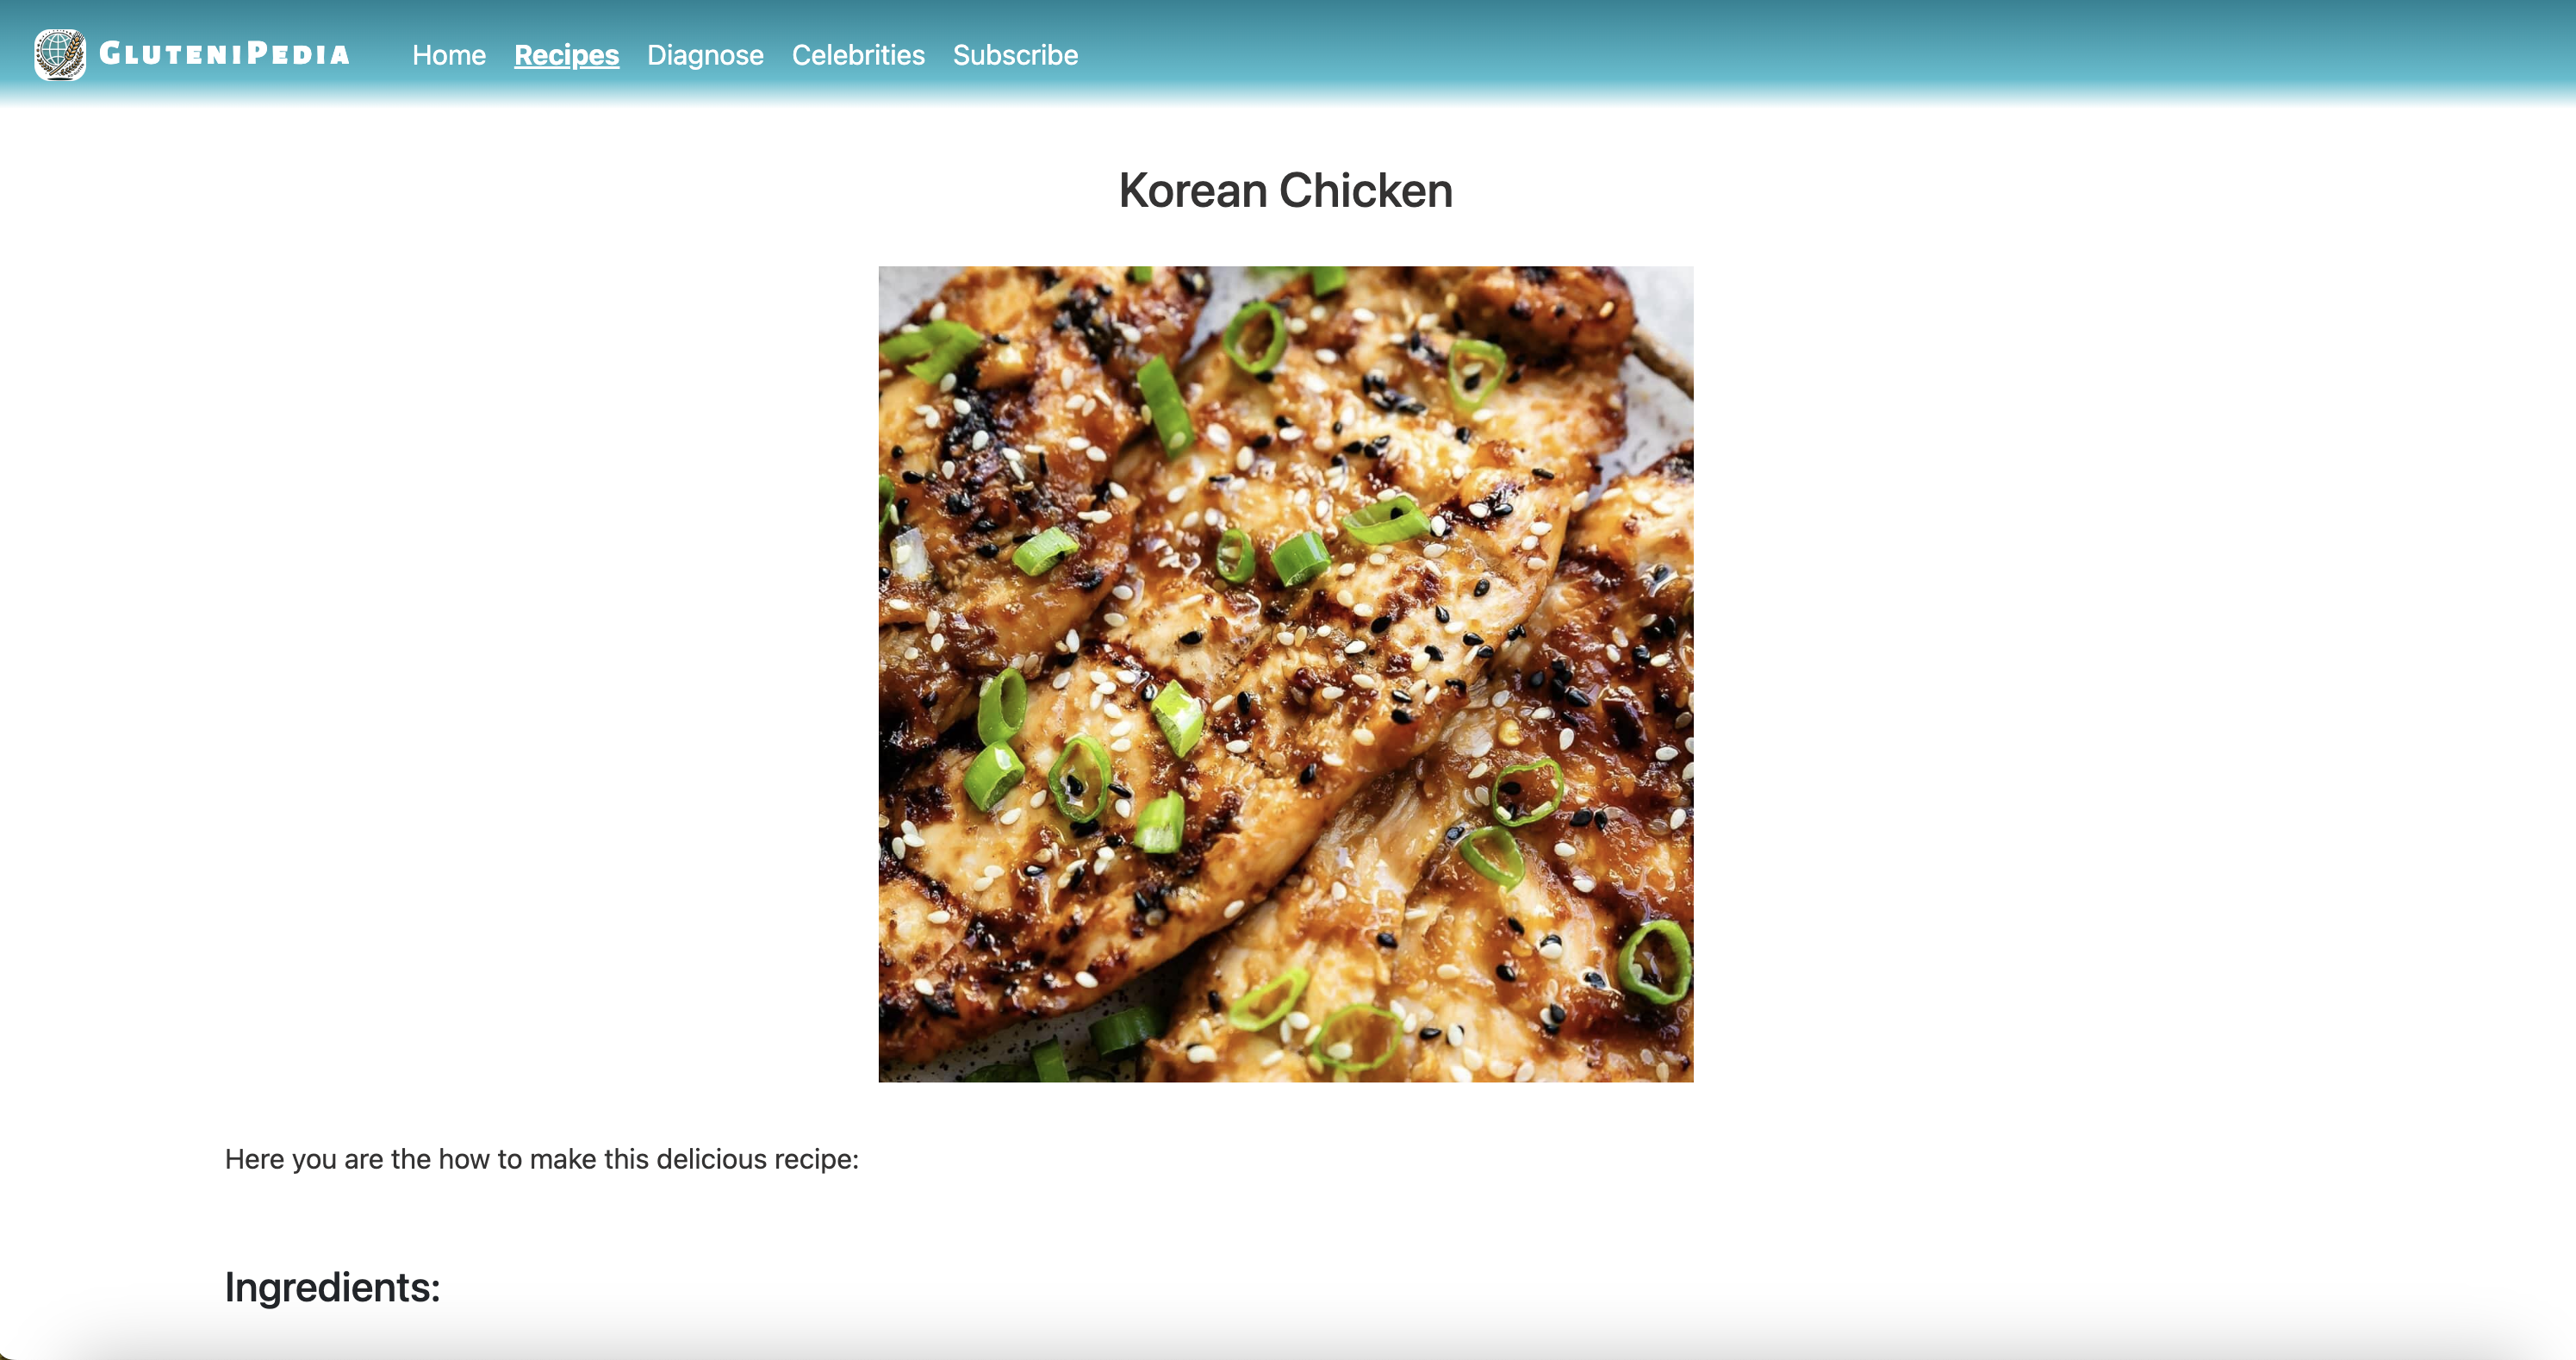 GluteniPedia
Home Recipes Diagnose Celebrities Subscribe
Korean Chicken
Here you are the how to make this delicious recipe:
Ingredients: